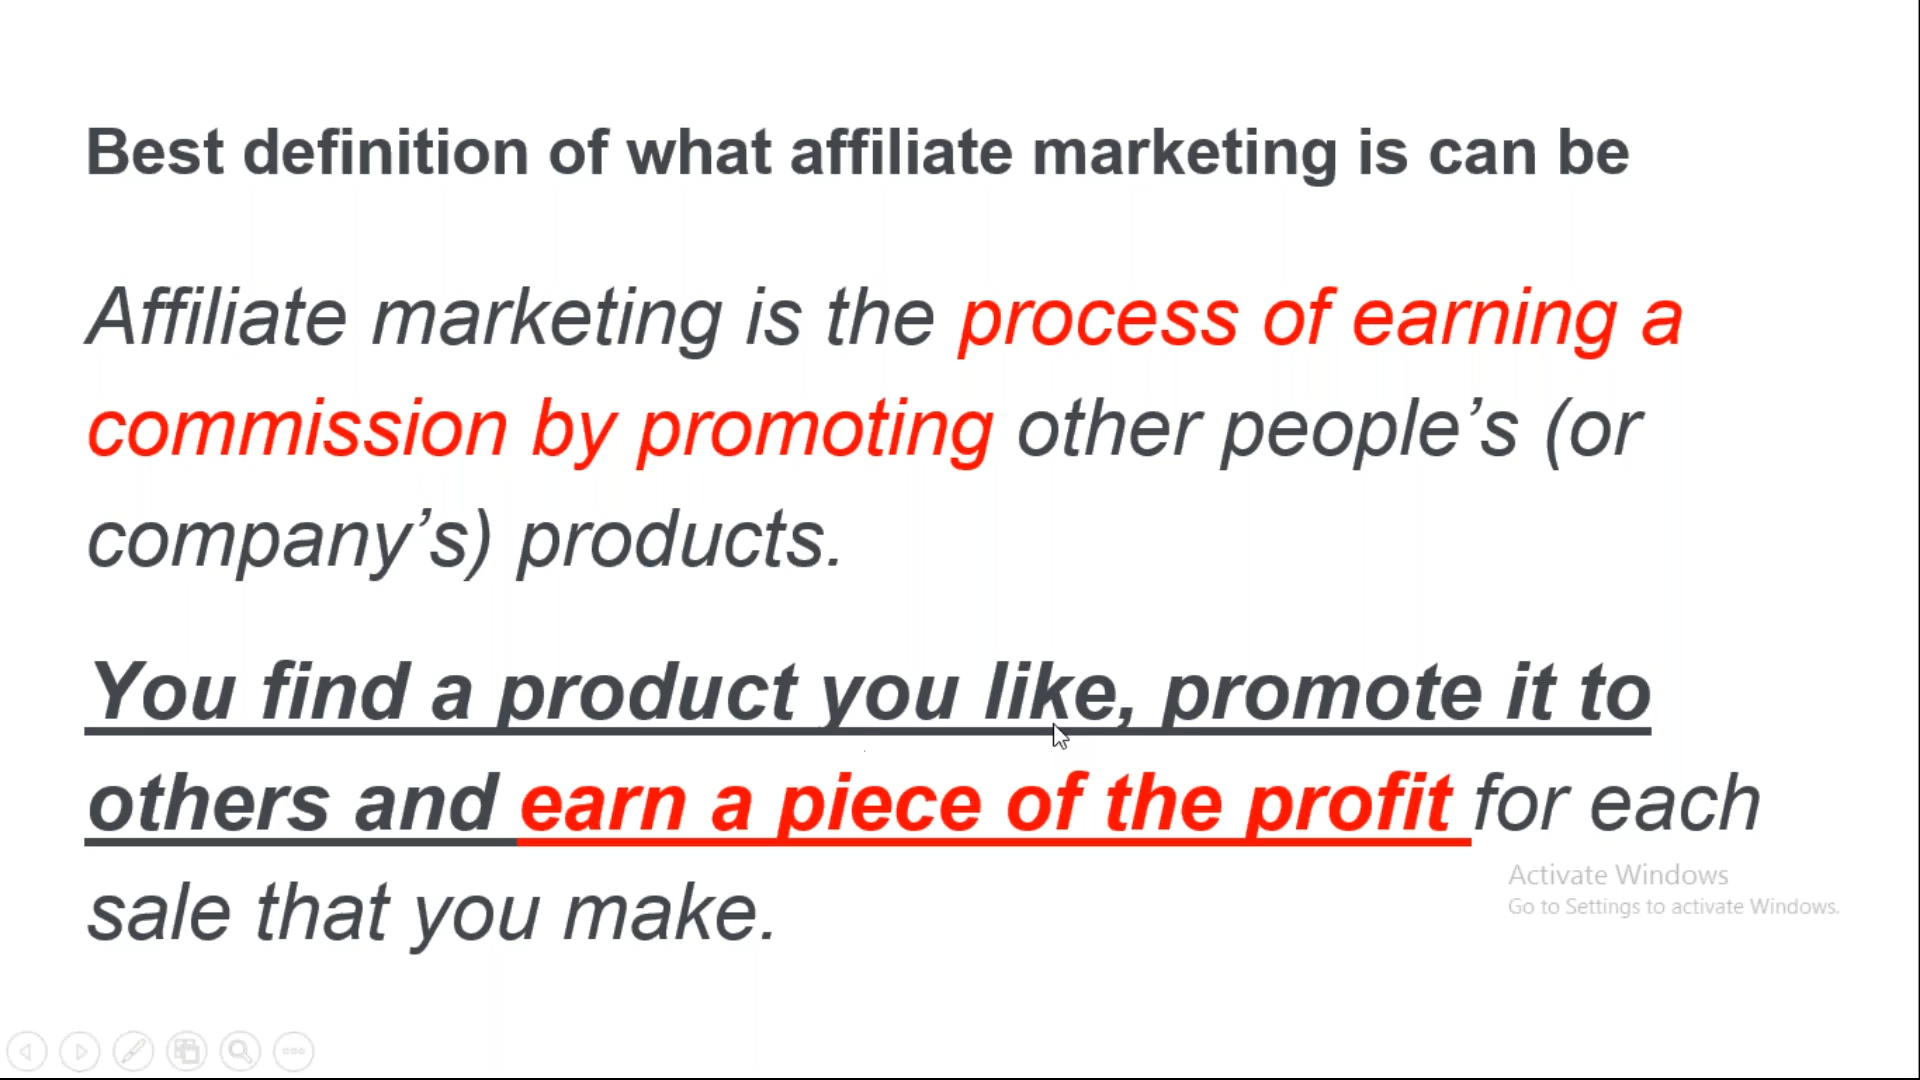 Best definition of what affiliate marketing is can be
Affiliate marketing is the process of earning a
commission by promoting other people’s (or
company’s) products.
You find a product you like, promote it to
others and earn a piece of the profit for each
sale that you make.
Activate Windows
Go to Settings to activate Windows.